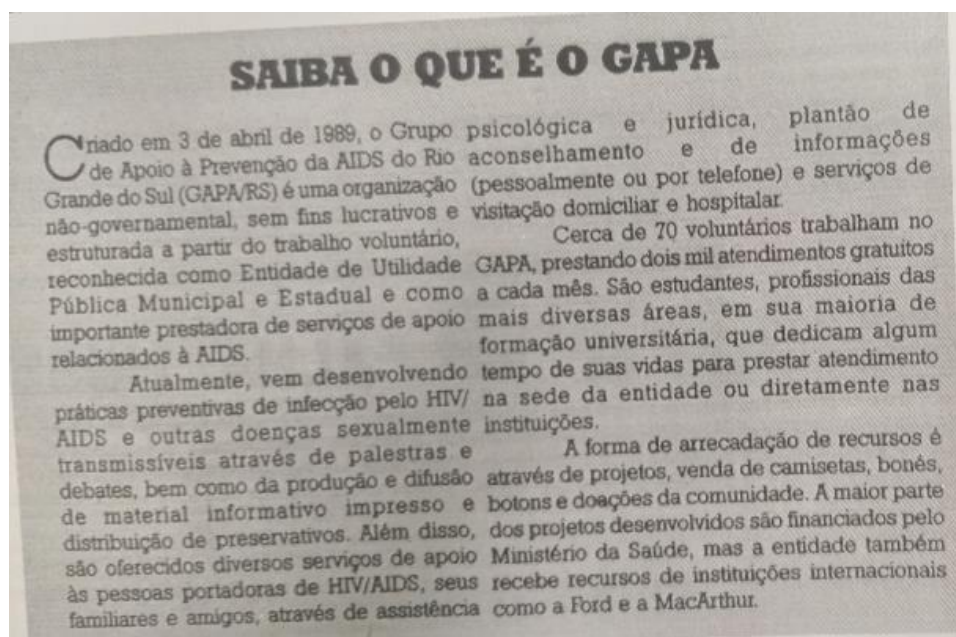 SAIBA O QUE É O GAPA
Criado em 3 de abril de 1989, o Grupo
de Apoio à Prevenção da AIDS do Rio
Grande do Sul (GAPA/RS) é uma organização
não-governamental, sem fins lucrativos e
estruturada a partir do trabalho voluntário,
reconhecida como Entidade de Utilidade
Pública Municipal e Estadual e como
importante prestadora de serviços de apoio
relacionados à AIDS.
Atualmente, vem desenvolvendo
práticas preventivas de infecção pelo HIV/
AIDS e outras doenças sexualmente
transmissíveis através de palestras e
debates, bem como da produção e difusão
de material informativo impresso e
distribuição de preservativos. Além disso,
são oferecidos diversos serviços de apoio
às pessoas portadoras de HIV/AIDS, seus
familiares e amigos, através de assistência
psicológica e jurídica, plantão de
aconselhamento e de informações
(pessoalmente ou por telefone) e serviços de
visitação domiciliar e hospitalar.
Cerca de 70 voluntários trabalham no
GAPA, prestando dois mil atendimentos gratuitos
a cada mês. São estudantes, profissionais das
mais diversas áreas, em sua maioria de
formação universitária, que dedicam algum
tempo de suas vidas para prestar atendimento
na sede da entidade ou diretamente nas
instituições.
A forma de arrecadação de recursos é
através de projetos, venda de camisetas, bonés,
botons e doações da comunidade. A maior parte
dos projetos desenvolvidos são financiados pelo
Ministério da Saúde, mas a entidade também
recebe recursos de instituições internacionais
como a Ford e a MacArthur.